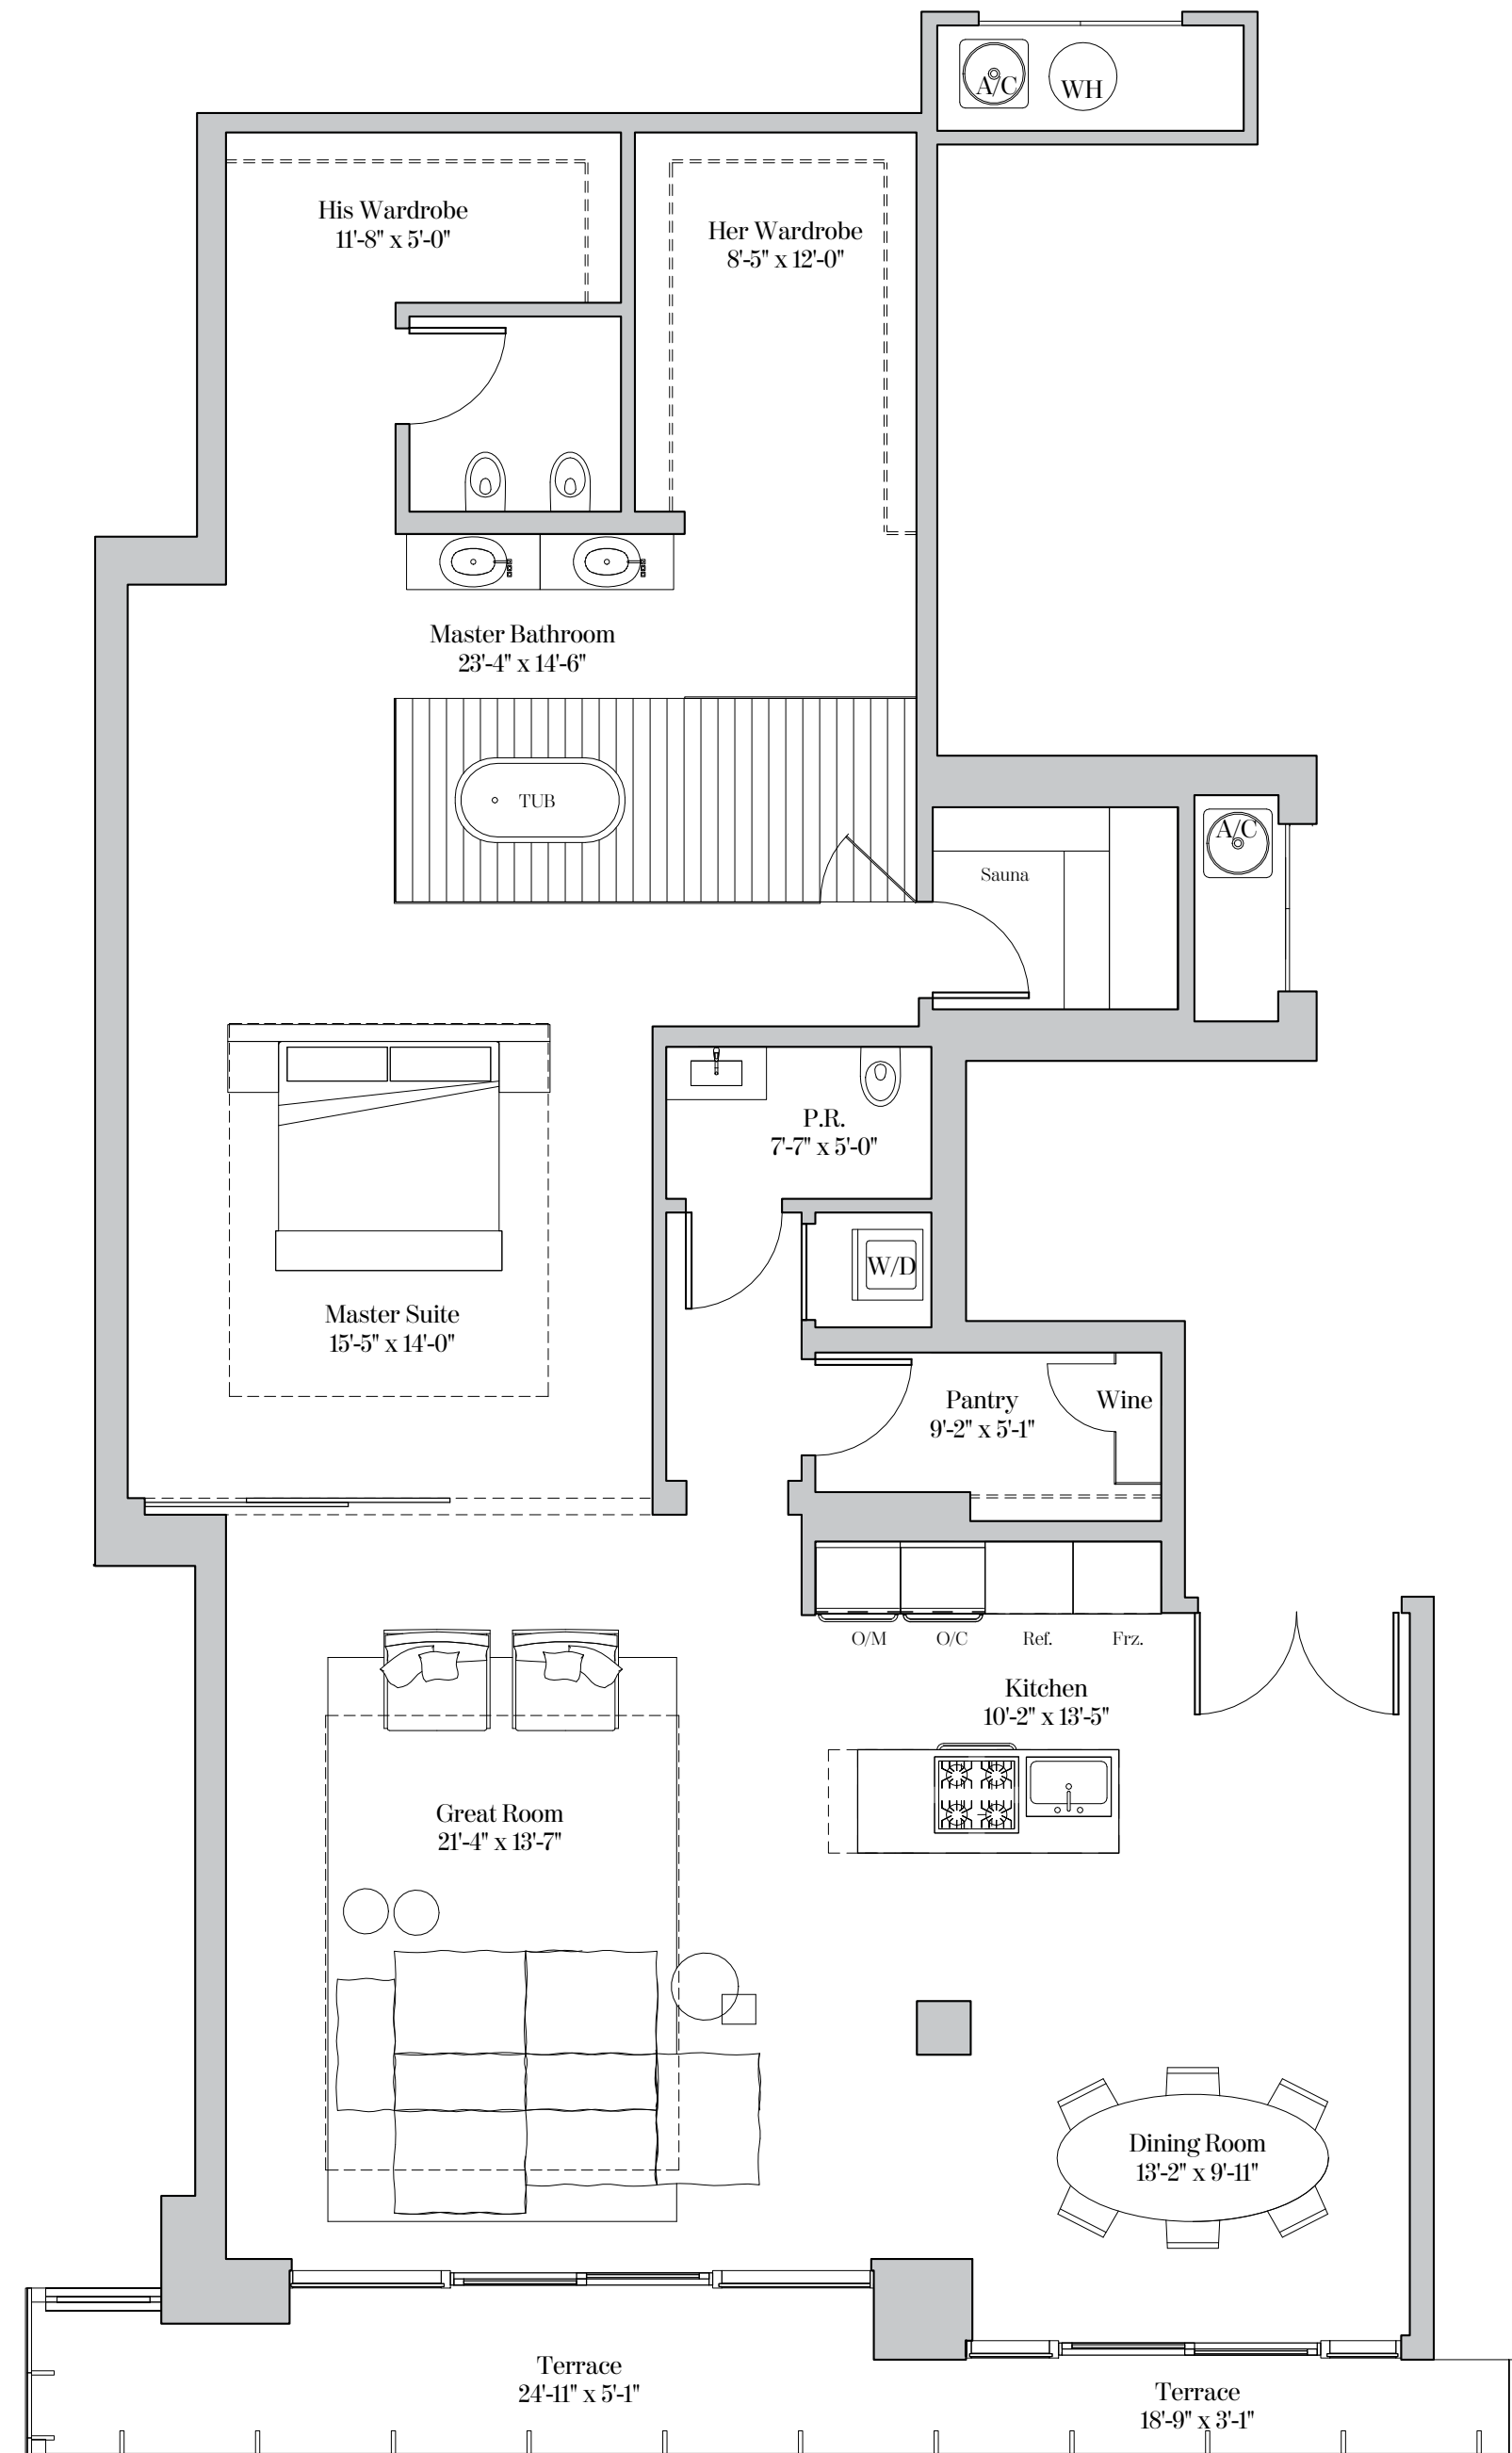 A/C
WH
His Wardrobe
11'-8" x 5'-0"
Her Wardrobe
8'-5" x 12'-0"
Master Bathroom
23'-4" x 14'-6"
TUB
A/C
Sauna
P.R.
7'-7" x 5'-0"
W/D
Master Suite
15'-5" x 14'-0"
Pantry
9'-2" x 5'-1"
Wine
O/M
O/C
Ref.
Frz.
Kitchen
10'-2" x 13'-5"
Great Room
21'-4" x 13'-7"
Dining Room
13'-2" x 9'-11"
Terrace
24'-11" x 5'-1"
Terrace
18'-9" x 3'-1"